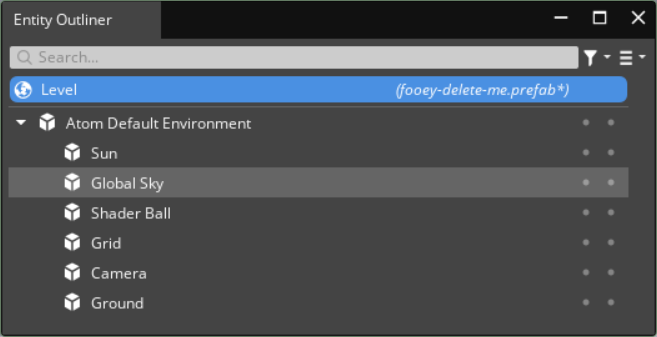 Entity Outliner
Search...
Level (fooey-delete-me.prefab*)
Atom Default Environment
Sun
Global Sky
Shader Ball
Grid
Camera
Ground